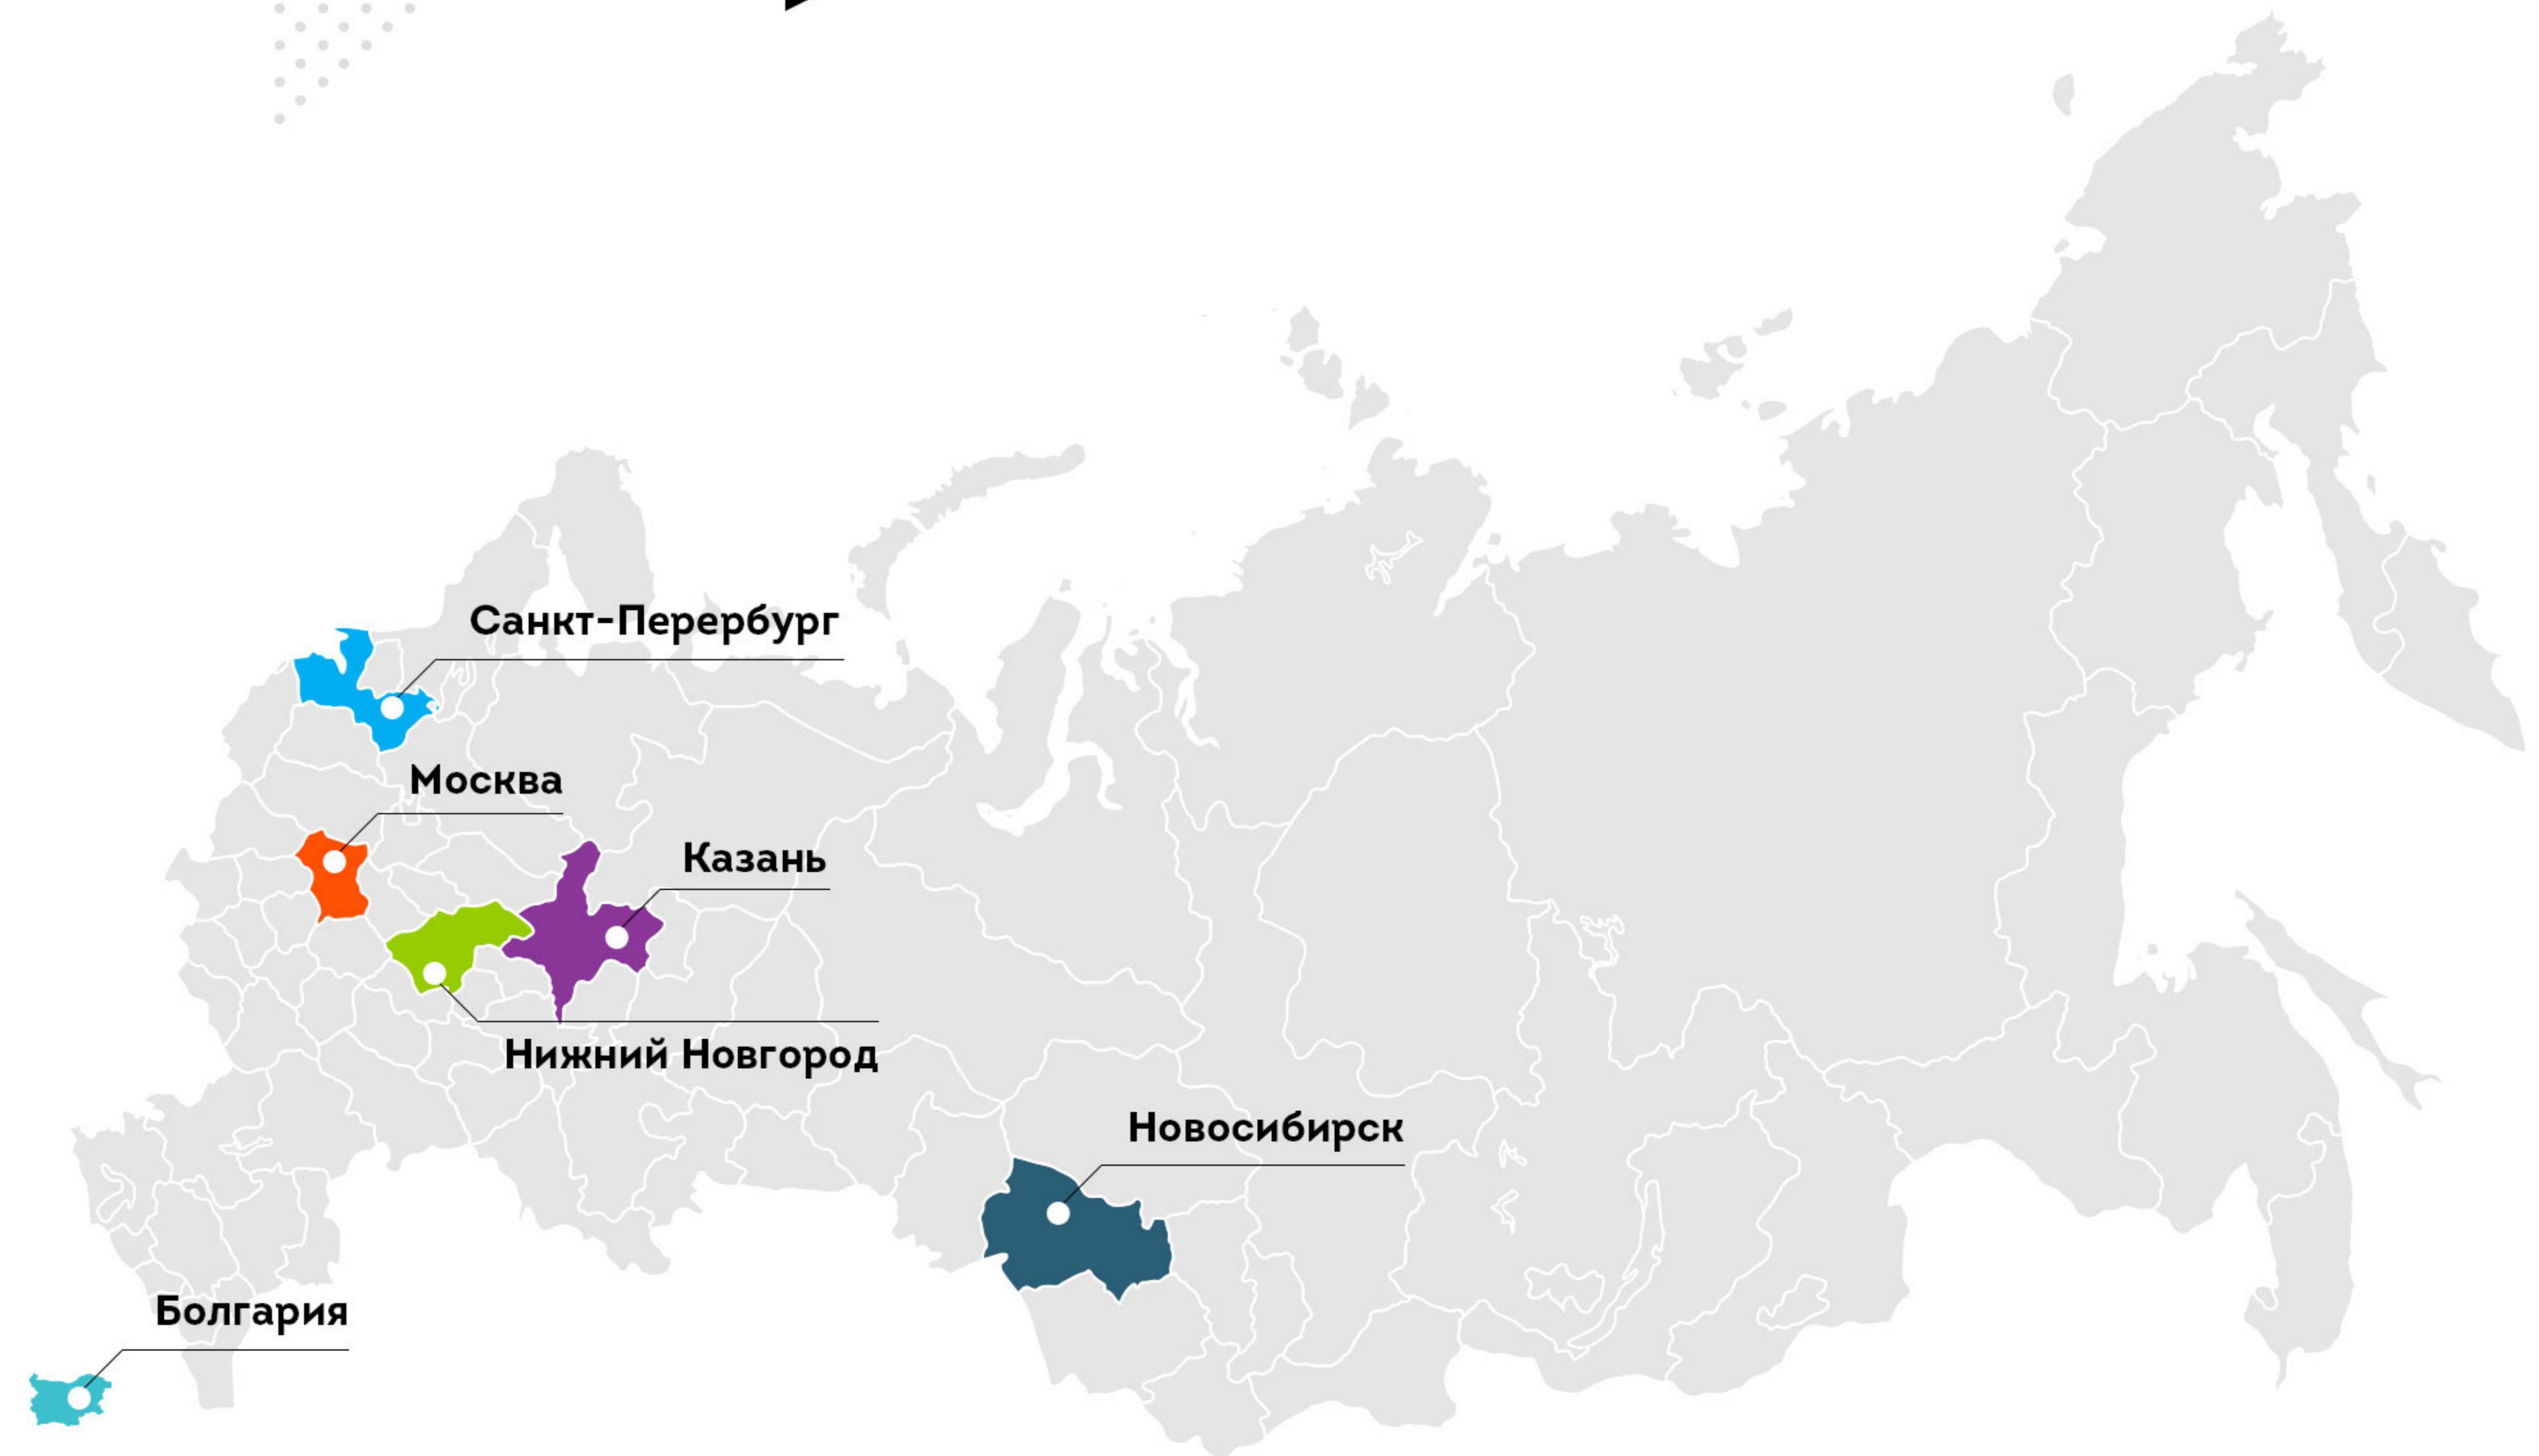 Санкт-Перербург
Москва
Казань
Нижний Новгород
Новосибирск
Болгария